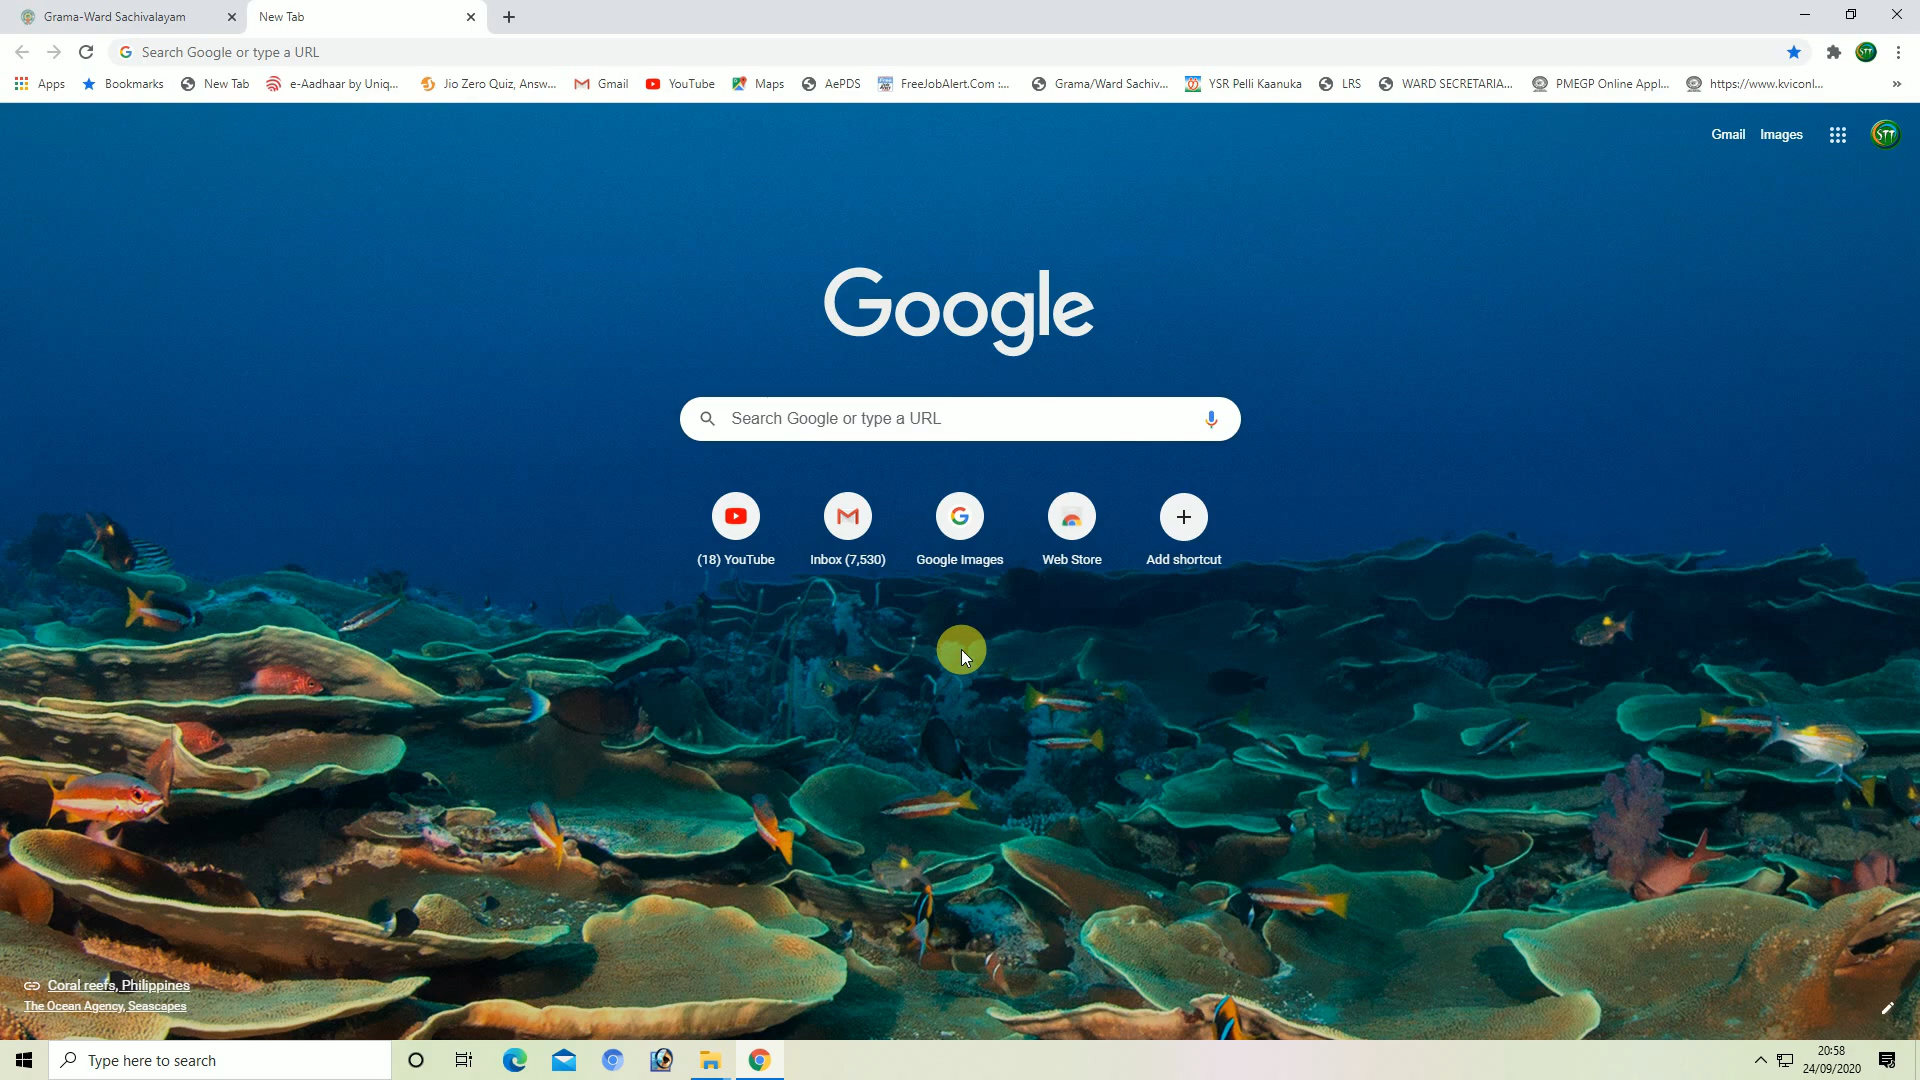 Grama-Ward Sachivalayam
New Tab
Search Google or type a URL
Apps
Bookmarks
New Tab
e-Aadhaar by Uniq...
Jio Zero Quiz, Answ...
Gmail
YouTube
Maps
AePDS
FreeJobAlert.Com :...
Grama/Ward Sachiv...
YSR Pelli Kaanuka
LRS
WARD SECRETARIA...
PMEGP Online Appl...
https://www.kviconl...
»
Gmail
Images
STT
Google
Search Google or type a URL
(18) YouTube
Inbox (7,530)
Google Images
Web Store
Add shortcut
Coral reefs, Philippines
The Ocean Agency, Seascapes
Type here to search
20:58
24/09/2020